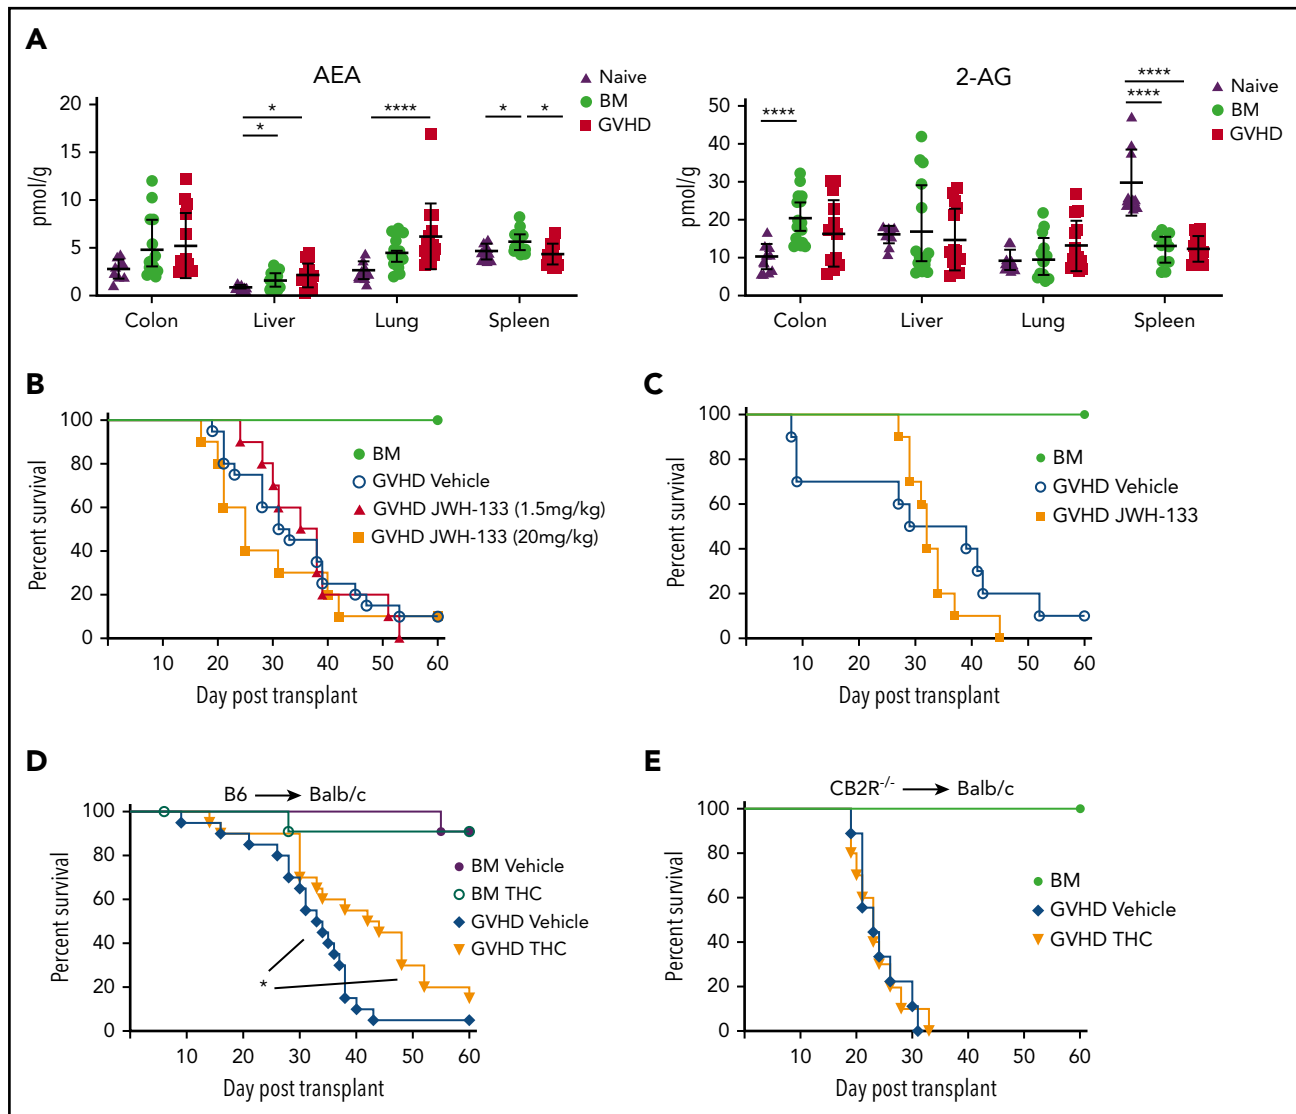 A
AEA
Naive
BM
GVHD
* * **** * *
20
15
10
5
0
pmol/g
Colon Liver Lung Spleen
2-AG
Naive
BM
GVHD
**** **** ****
50
40
30
20
10
0
pmol/g
Colon Liver Lung Spleen
B
100
80
60
40
20
0
Percent survival
BM
GVHD Vehicle
GVHD JWH-133 (1.5mg/kg)
GVHD JWH-133 (20mg/kg)
10 20 30 40 50 60
Day post transplant
C
100
80
60
40
20
0
Percent survival
BM
GVHD Vehicle
GVHD JWH-133
10 20 30 40 50 60
Day post transplant
D
B6 → Balb/c
100
80
60
40
20
0
Percent survival
BM Vehicle
BM THC
GVHD Vehicle
GVHD THC
*
10 20 30 40 50 60
Day post transplant
E
CB2R-/- → Balb/c
100
80
60
40
20
0
Percent survival
BM
GVHD Vehicle
GVHD THC
10 20 30 40 50 60
Day post transplant